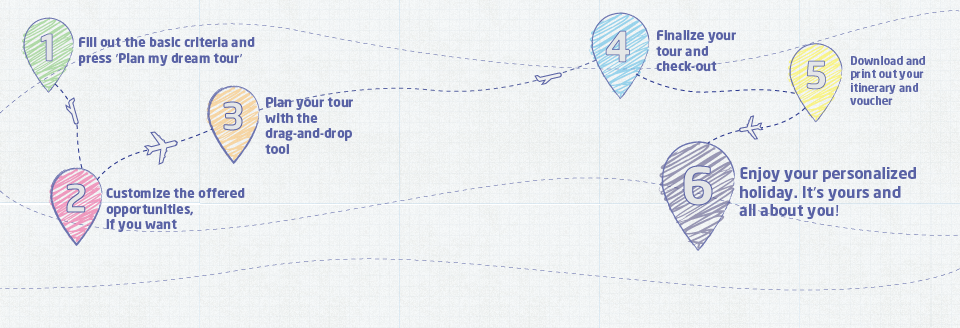 1
Fill out the basic criteria and
press 'Plan my dream tour'
2
Customize the offered
opportunities,
if you want
3
Plan your tour
with the
drag-and-drop
tool
4
Finalize your
tour and
check-out
5
Download and
print out your
itinerary and
voucher
6
Enjoy your personalized
holiday. It's yours and
all about you!